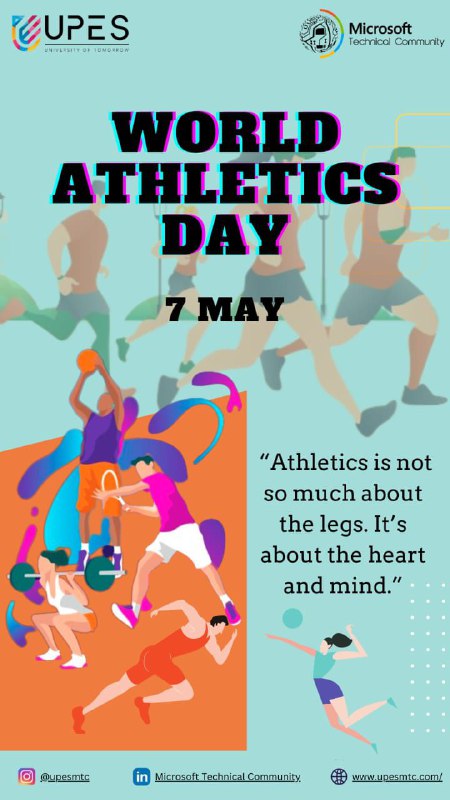 UPES
UNIVERSITY OF TOMORROW
Microsoft
Technical Community
WORLD
ATHLETICS
DAY
7 MAY
“Athletics is not
so much about
the legs. It’s
about the heart
and mind.”
@upesmtc
in
Microsoft Technical Community
www.upesmtc.com/